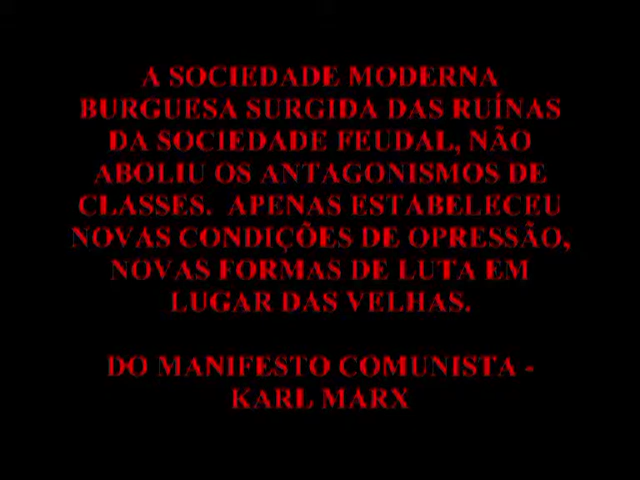 A SOCIEDADE MODERNA
BURGUESA SURGIDA DAS RUÍNAS
DA SOCIEDADE FEUDAL, NÃO
ABOLIU OS ANTAGONISMOS DE
CLASSES.  APENAS ESTABELECEU
NOVAS CONDIÇÕES DE OPRESSÃO,
NOVAS FORMAS DE LUTA EM
LUGAR DAS VELHAS.
DO MANIFESTO COMUNISTA -
KARL MARX